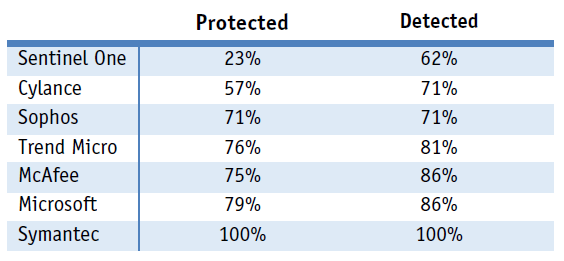 Protected Detected
Sentinel One 23% 62%
Cylance 57% 71%
Sophos 71% 71%
Trend Micro 76% 81%
McAfee 75% 86%
Microsoft 79% 86%
Symantec 100% 100%